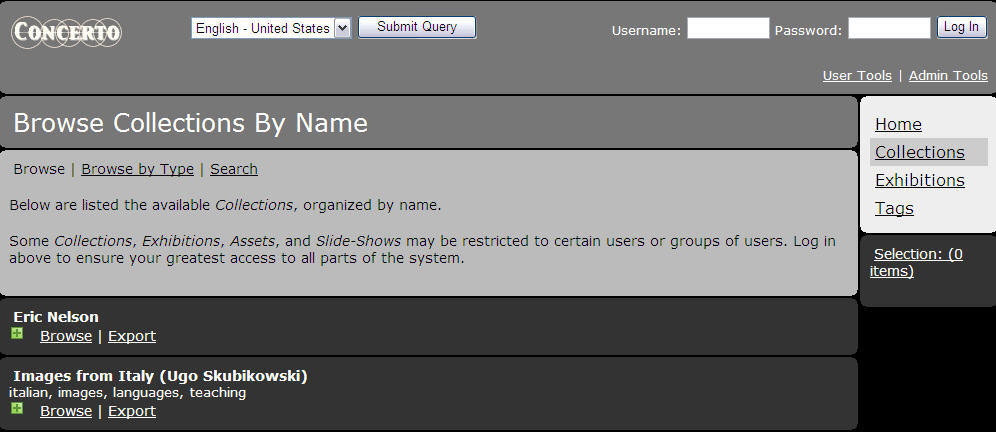 CONCERTO
English - United States Submit Query Username: Password: Log In
User Tools | Admin Tools
Browse Collections By Name
Browse | Browse by Type | Search
Below are listed the available Collections, organized by name.
Some Collections, Exhibitions, Assets, and Slide-Shows may be restricted to certain users or groups of users. Log in
above to ensure your greatest access to all parts of the system.
Eric Nelson
Browse | Export
Images from Italy (Ugo Skubikowski)
italian, images, languages, teaching
Browse | Export
Home
Collections
Exhibitions
Tags
Selection: (0
items)